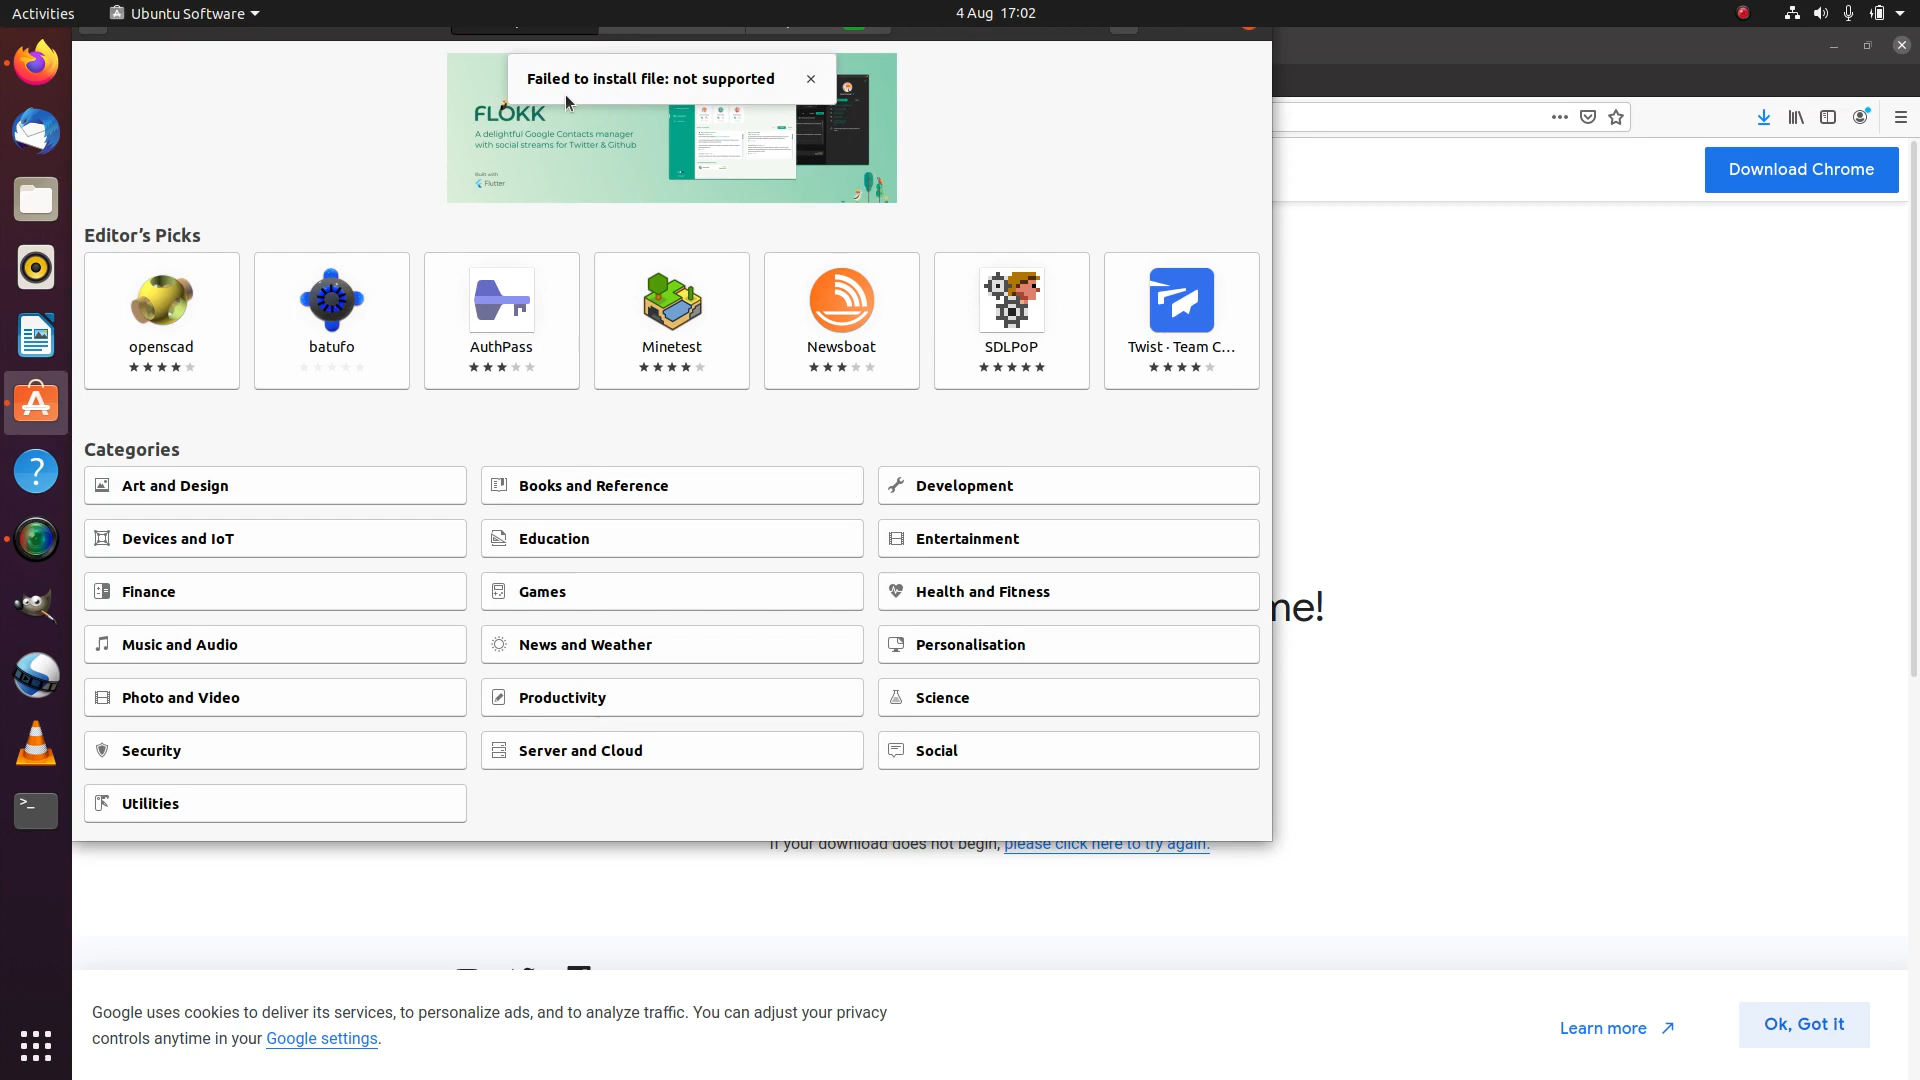 Activities
Ubuntu Software
4 Aug 17:02
Failed to install file: not supported
FLOKK
A delightful Google Contacts manager
with social streams for Twitter & Github
Built with
Flutter
Download Chrome
Editor's Picks
openscad
batufo
AuthPass
Minetest
Newsboat
SDLPoP
Twist · Team C...
Categories
Art and Design
Books and Reference
Development
Devices and IoT
Education
Entertainment
Finance
Games
Health and Fitness
me!
Music and Audio
News and Weather
Personalisation
Photo and Video
Productivity
Science
Security
Server and Cloud
Social
Utilities
If your download does not begin, please click here to try again.
Google uses cookies to deliver its services, to personalize ads, and to analyze traffic. You can adjust your privacy
controls anytime in your Google settings.
Learn more
Ok, Got it